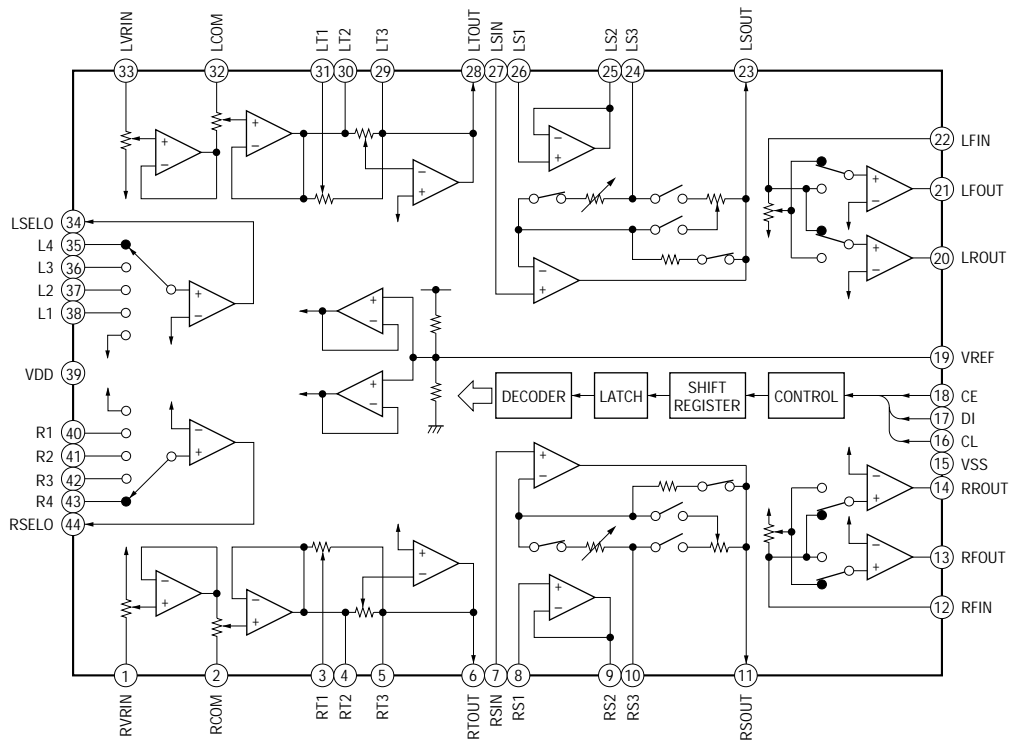 LVRIN
LCOM
LT1
LT2
LT3
LTOUT
LSIN
LS1
LS2
LS3
LSOUT
33
32
31
30
29
28
27
26
25
24
23
22
LFIN
+
+
+
−
+
21
LFOUT
−
−
−
−
−
+
+
LSELO
34
L4
35
+
20
LROUT
L3
36
−
−
L2
37
+
+
L1
38
−
+
−
19
VREF
VDD
39
+
DECODER
LATCH
SHIFT
REGISTER
CONTROL
18
CE
−
17
DI
R1
40
−
16
CL
R2
41
+
+
15
VSS
R3
42
−
−
14
RROUT
R4
43
+
RSELO
44
+
−
13
RFOUT
−
−
−
+
+
+
+
−
12
RFIN
1
2
3
4
5
6
7
8
9
10
11
RVRIN
RCOM
RT1
RT2
RT3
RTOUT
RSIN
RS1
RS2
RS3
RSOUT